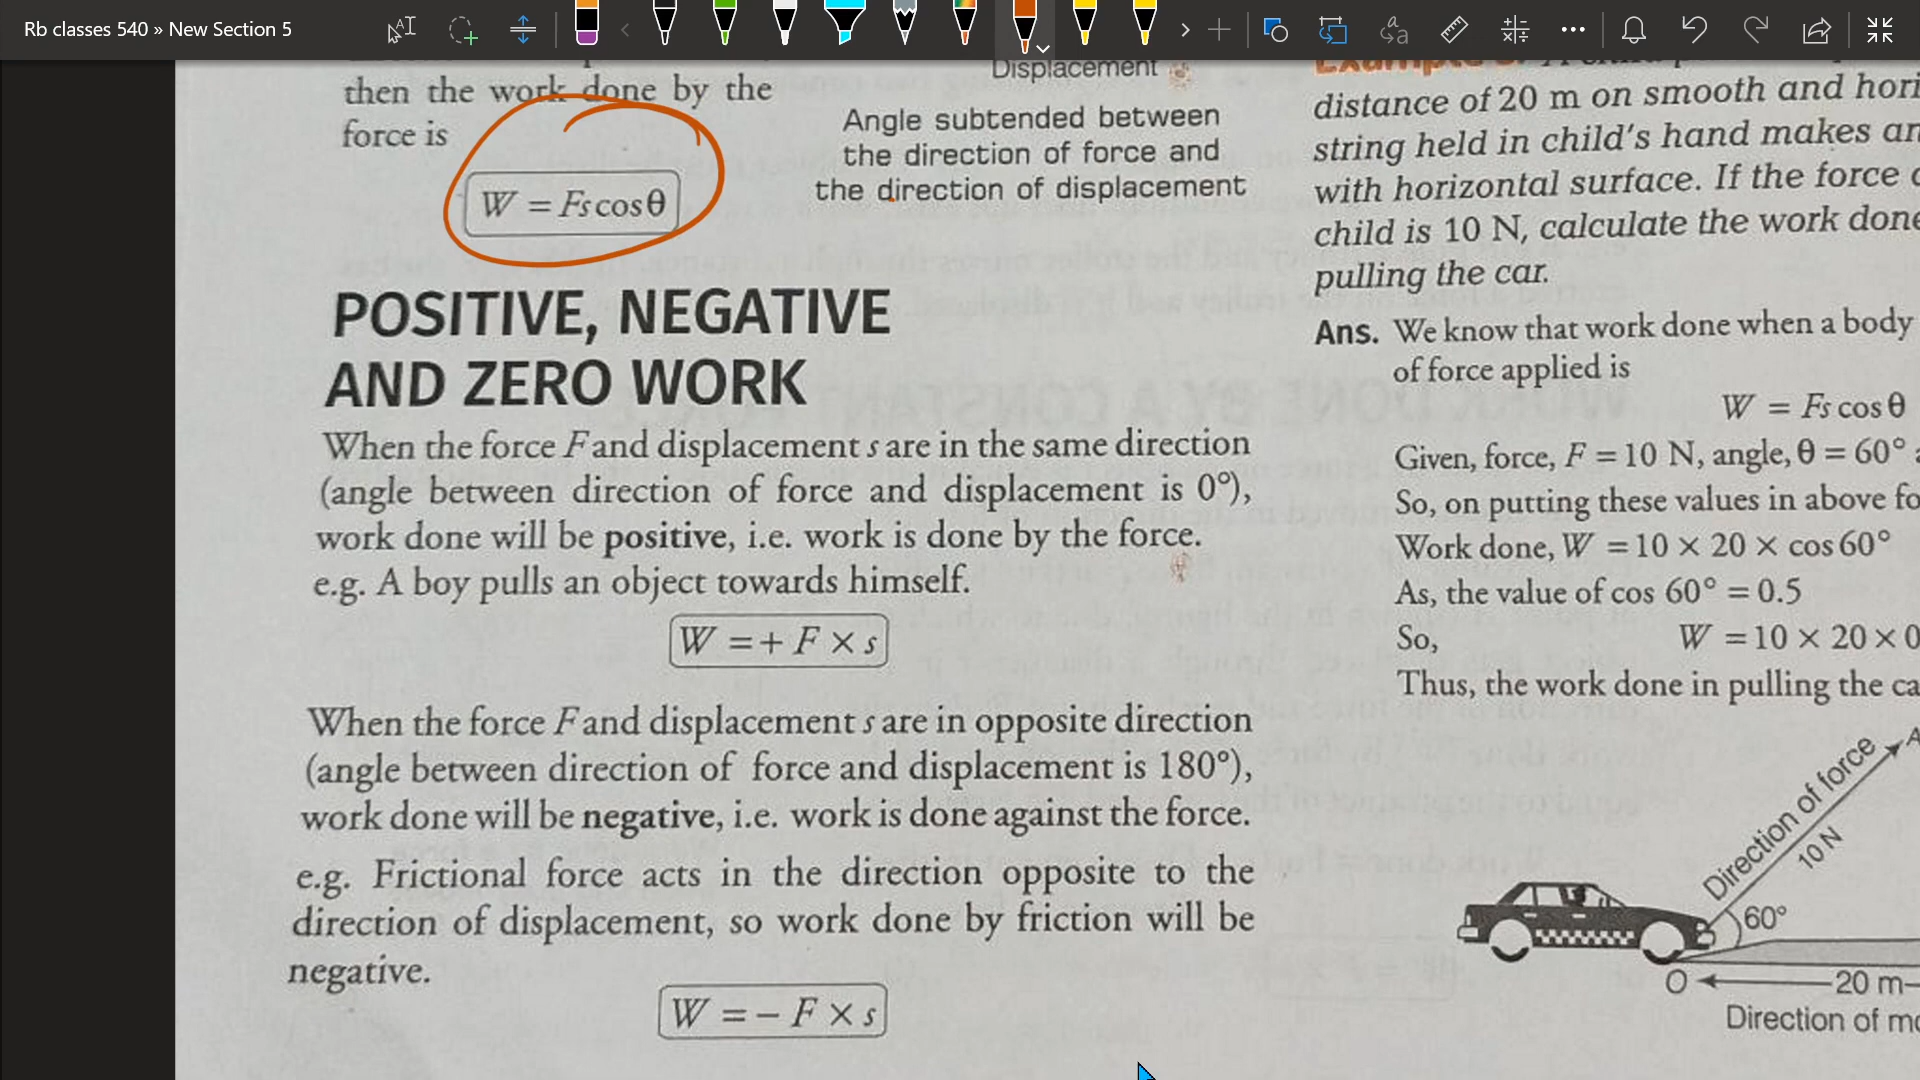 Rb classes 540 » New Section 5
then the work done by the
force is
W = Fs cos θ
Displacement
Angle subtended between
the direction of force and
the direction of displacement
POSITIVE, NEGATIVE
AND ZERO WORK
When the force F and displacement s are in the same direction
(angle between direction of force and displacement is 0°),
work done will be positive, i.e. work is done by the force.
e.g. A boy pulls an object towards himself.
W = + F × s
When the force F and displacement s are in opposite direction
(angle between direction of force and displacement is 180°),
work done will be negative, i.e. work is done against the force.
e.g. Frictional force acts in the direction opposite to the
direction of displacement, so work done by friction will be
negative.
W = – F × s
distance of 20 m on smooth and hori
string held in child's hand makes an
with horizontal surface. If the force
child is 10 N, calculate the work done
pulling the car.
Ans. We know that work done when a body
of force applied is
W = Fs cos θ
Given, force, F = 10 N, angle, θ = 60°
So, on putting these values in above fo
Work done, W = 10 × 20 × cos 60°
As, the value of cos 60° = 0.5
So, W = 10 × 20 × 0
Thus, the work done in pulling the ca
Direction of force
A
10 N
60°
O
20 m
Direction of mo